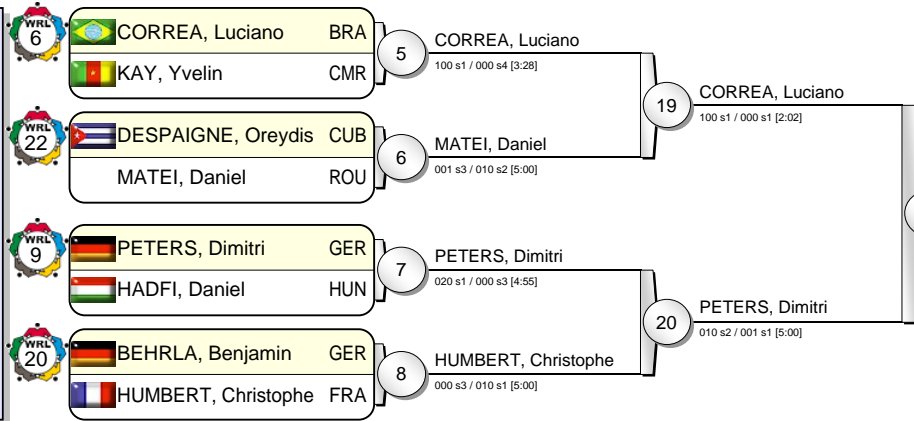 WRL
6
CORREA, Luciano BRA
KAY, Yvelin CMR
5
CORREA, Luciano
100 s1 / 000 s4 [3:28]
WRL
22
DESPAIGNE, Oreydis CUB
MATEI, Daniel ROU
6
MATEI, Daniel
001 s3 / 010 s2 [5:00]
19
CORREA, Luciano
100 s1 / 000 s1 [2:02]
WRL
9
PETERS, Dimitri GER
HADFI, Daniel HUN
7
PETERS, Dimitri
020 s1 / 000 s3 [4:55]
WRL
20
BEHRLA, Benjamin GER
HUMBERT, Christophe FRA
8
HUMBERT, Christophe
000 s3 / 010 s1 [5:00]
20
PETERS, Dimitri
010 s2 / 001 s1 [5:00]